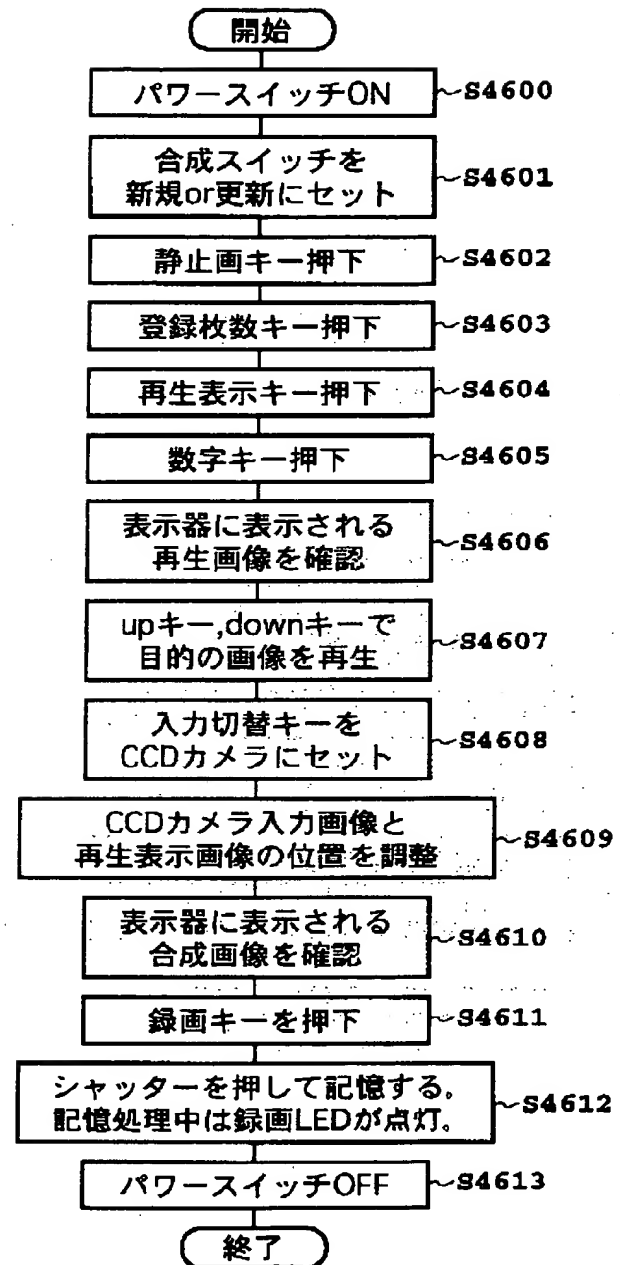 開始
パワースイッチON
S4600
合成スイッチを
新規or更新にセット
S4601
静止画キー押下
S4602
登録枚数キー押下
S4603
再生表示キー押下
S4604
数字キー押下
S4605
表示器に表示される
再生画像を確認
S4606
upキー,downキーで
目的の画像を再生
S4607
入力切替キーを
CCDカメラにセット
S4608
CCDカメラ入力画像と
再生表示画像の位置を調整
S4609
表示器に表示される
合成画像を確認
S4610
録画キーを押下
S4611
シャッターを押して記憶する。
記憶処理中は録画LEDが点灯。
S4612
パワースイッチOFF
S4613
終了